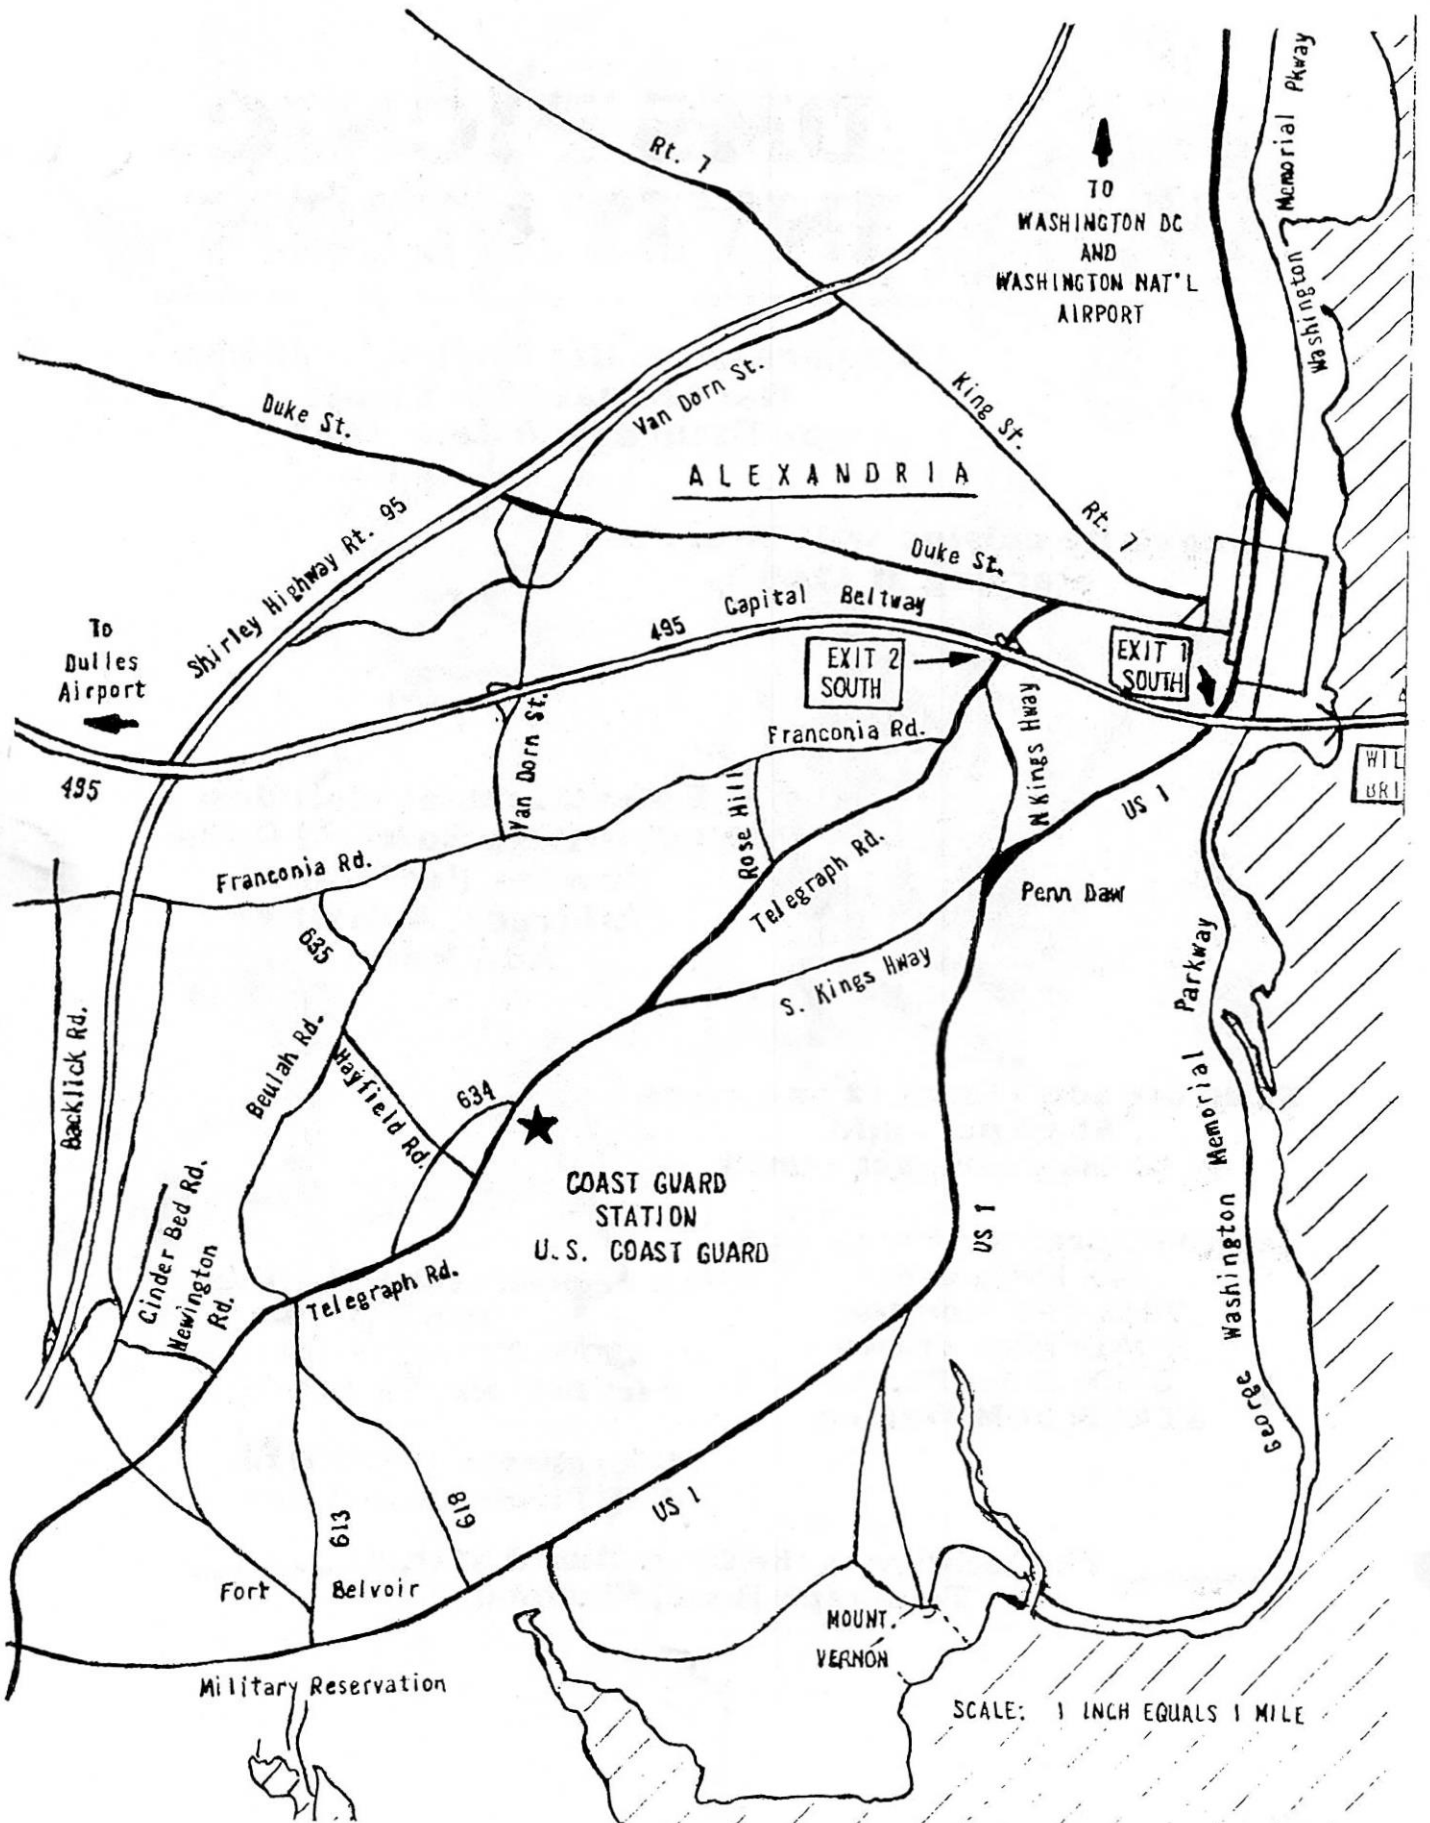 Rt. 7
Memorial Pkway
Washington
TO
WASHINGTON DC
AND
WASHINGTON NAT'L
AIRPORT
Duke St.
Van Dorn St.
King St.
ALEXANDRIA
Rt.
Shirley Highway Rt. 95
Duke St.
Capital Beltway
495
To
Dulles
Airport
EXIT 2
SOUTH
EXIT 1
SOUTH
495
Van Dorn St.
Franconia Rd.
N Kings Hway
WIL
BRI
US 1
Rose Hill
Telegraph Rd.
Franconia Rd.
Penn Daw
635
S. Kings Hway
George Washington Memorial Parkway
Backlick Rd.
Beulah Rd.
Hayfield Rd.
634
COAST GUARD
STATION
U.S. COAST GUARD
Cinder Bed Rd.
Newington
Rd.
Telegraph Rd.
US 1
US 1
613
618
Fort Belvoir
Military Reservation
MOUNT.
VERNON
SCALE: 1 INCH EQUALS 1 MILE